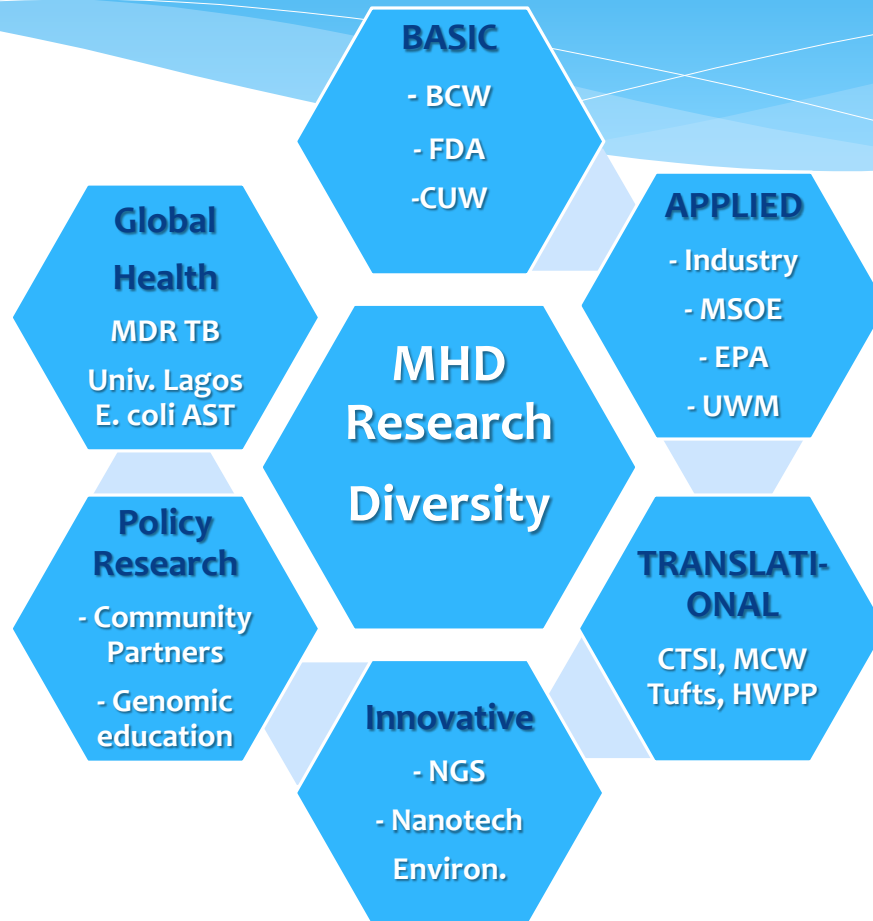 BASIC
- BCW
- FDA
-CUW
APPLIED
- Industry
- MSOE
- EPA
- UWM
TRANSLATI-
ONAL
CTSI, MCW
Tufts, HWPP
Innovative
- NGS
- Nanotech
Environ.
Policy
Research
- Community
Partners
- Genomic
education
Global
Health
MDR TB
Univ. Lagos
E. coli AST
MHD
Research
Diversity